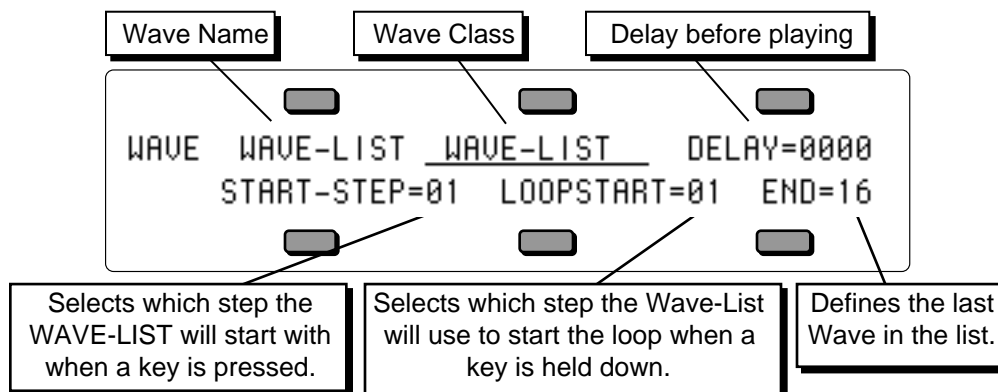 Wave Name
Wave Class
Delay before playing
WAVE WAVE-LIST WAVE-LIST DELAY=0000
START-STEP=01 LOOPSTART=01 END=16
Selects which step the
WAVE-LIST will start with
when a key is pressed.
Selects which step the Wave-List
will use to start the loop when a
key is held down.
Defines the last
Wave in the list.